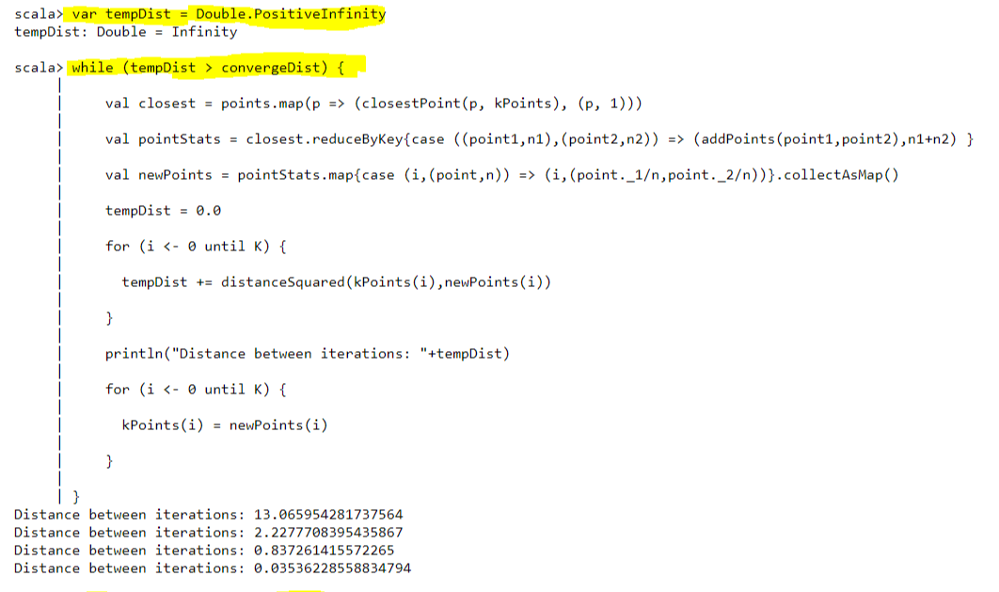 scala> var tempDist = Double.PositiveInfinity
tempDist: Double = Infinity
scala> while (tempDist > convergeDist) {
|
| val closest = points.map(p => (closestPoint(p, kPoints), (p, 1)))
|
| val pointStats = closest.reduceByKey{case ((point1,n1),(point2,n2)) => (addPoints(point1,point2),n1+n2) }
|
| val newPoints = pointStats.map{case (i,(point,n)) => (i,(point._1/n,point._2/n))}.collectAsMap()
|
| tempDist = 0.0
|
| for (i <- 0 until K) {
|
| tempDist += distanceSquared(kPoints(i),newPoints(i))
|
| }
|
| println("Distance between iterations: "+tempDist)
|
| for (i <- 0 until K) {
|
| kPoints(i) = newPoints(i)
|
| }
|
| }
Distance between iterations: 13.065954281737564
Distance between iterations: 2.2277708395435867
Distance between iterations: 0.837261415572265
Distance between iterations: 0.03536228558834794